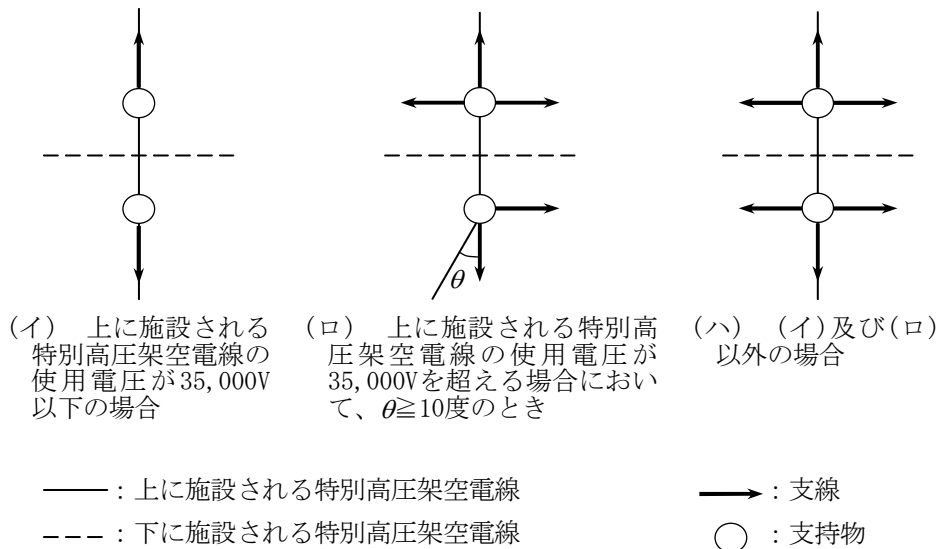 θ
(イ) 上に施設される
特別高圧架空電線の
使用電圧が35,000V
以下の場合
(ロ) 上に施設される特別高
圧架空電線の使用電圧が
35,000Vを超える場合におい
て、θ≧10度のとき
(ハ) (イ)及び(ロ)
以外の場合
:上に施設される特別高圧架空電線
:支線
:下に施設される特別高圧架空電線
:支持物